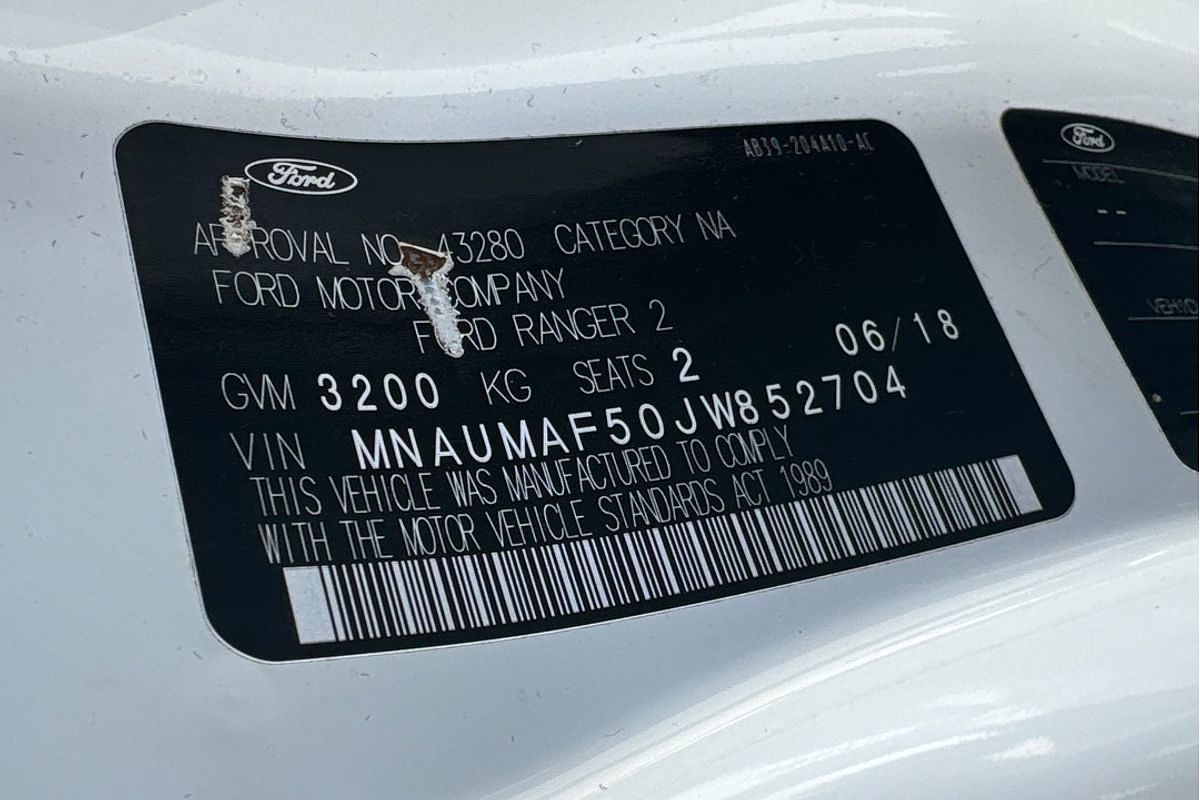 AB39-204A10-AE
Ford
APPROVAL NO. 43280 CATEGORY NA
FORD MOTOR COMPANY
FORD RANGER 2
GVM 3200 KG SEATS 2 06/18
VIN MNAUMAF50JW852704
THIS VEHICLE WAS MANUFACTURED TO COMPLY
WITH THE MOTOR VEHICLE STANDARDS ACT 1989
Ford
MODEL
--
VEHIC